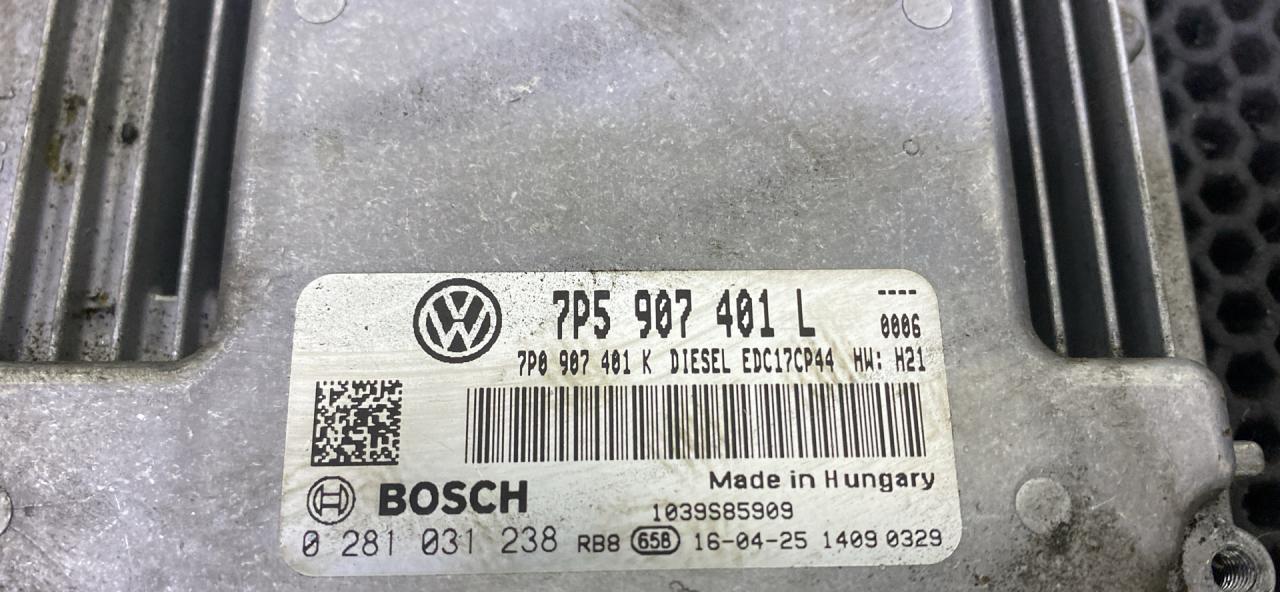 7P5 907 401 L ----
0006
7P0 907 401 K DIESEL EDC17CP44 HW: H21
Made in Hungary
BOSCH
1039S85909
0 281 031 238 RB8 658 16-04-25 1409 0329